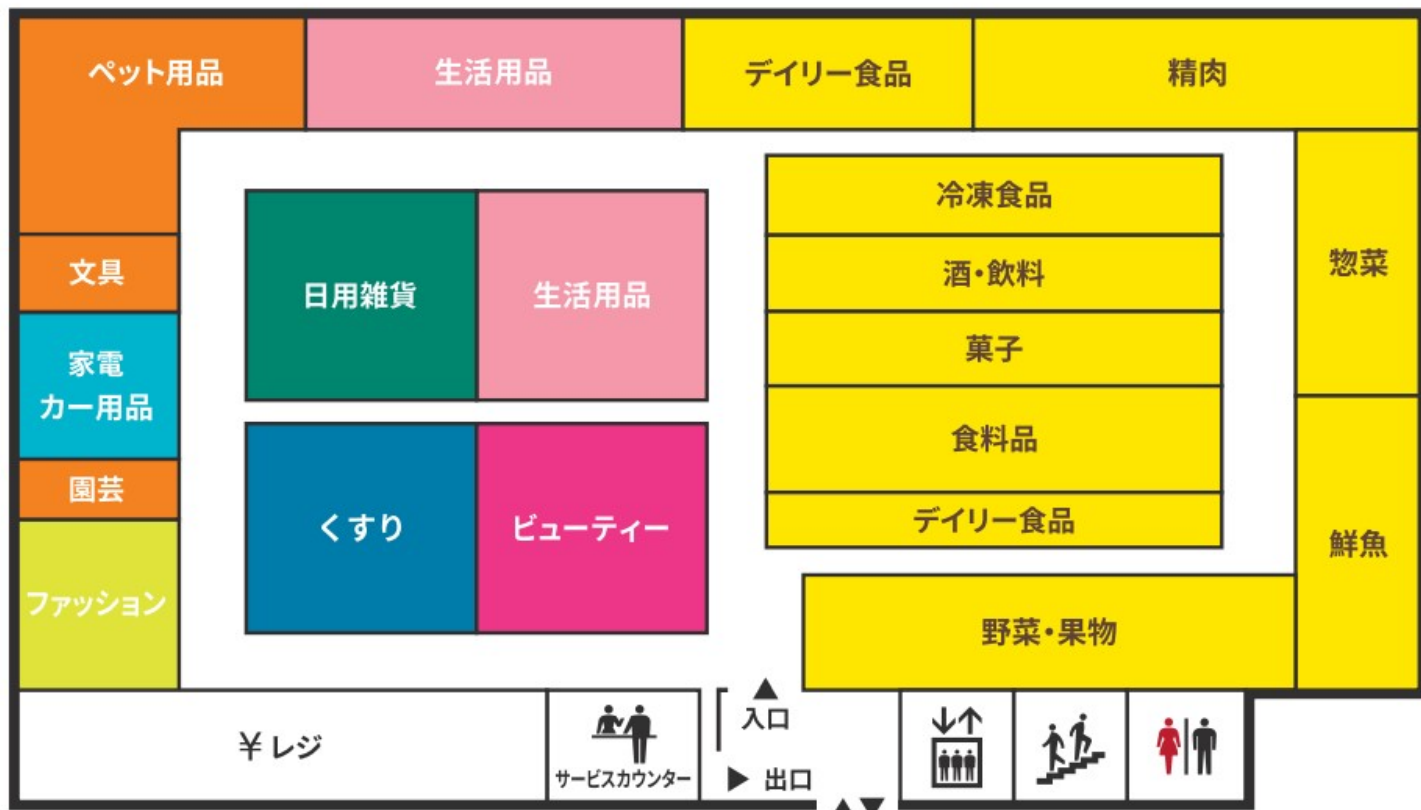 ペット用品
生活用品
デイリー食品
精肉
冷凍食品
日用雑貨
生活用品
酒・飲料
惣菜
文具
菓子
家電
カー用品
食料品
園芸
くすり
ビューティー
デイリー食品
鮮魚
ファッション
野菜・果物
¥レジ
サービスカウンター
▲
入口
▶ 出口
▲▼